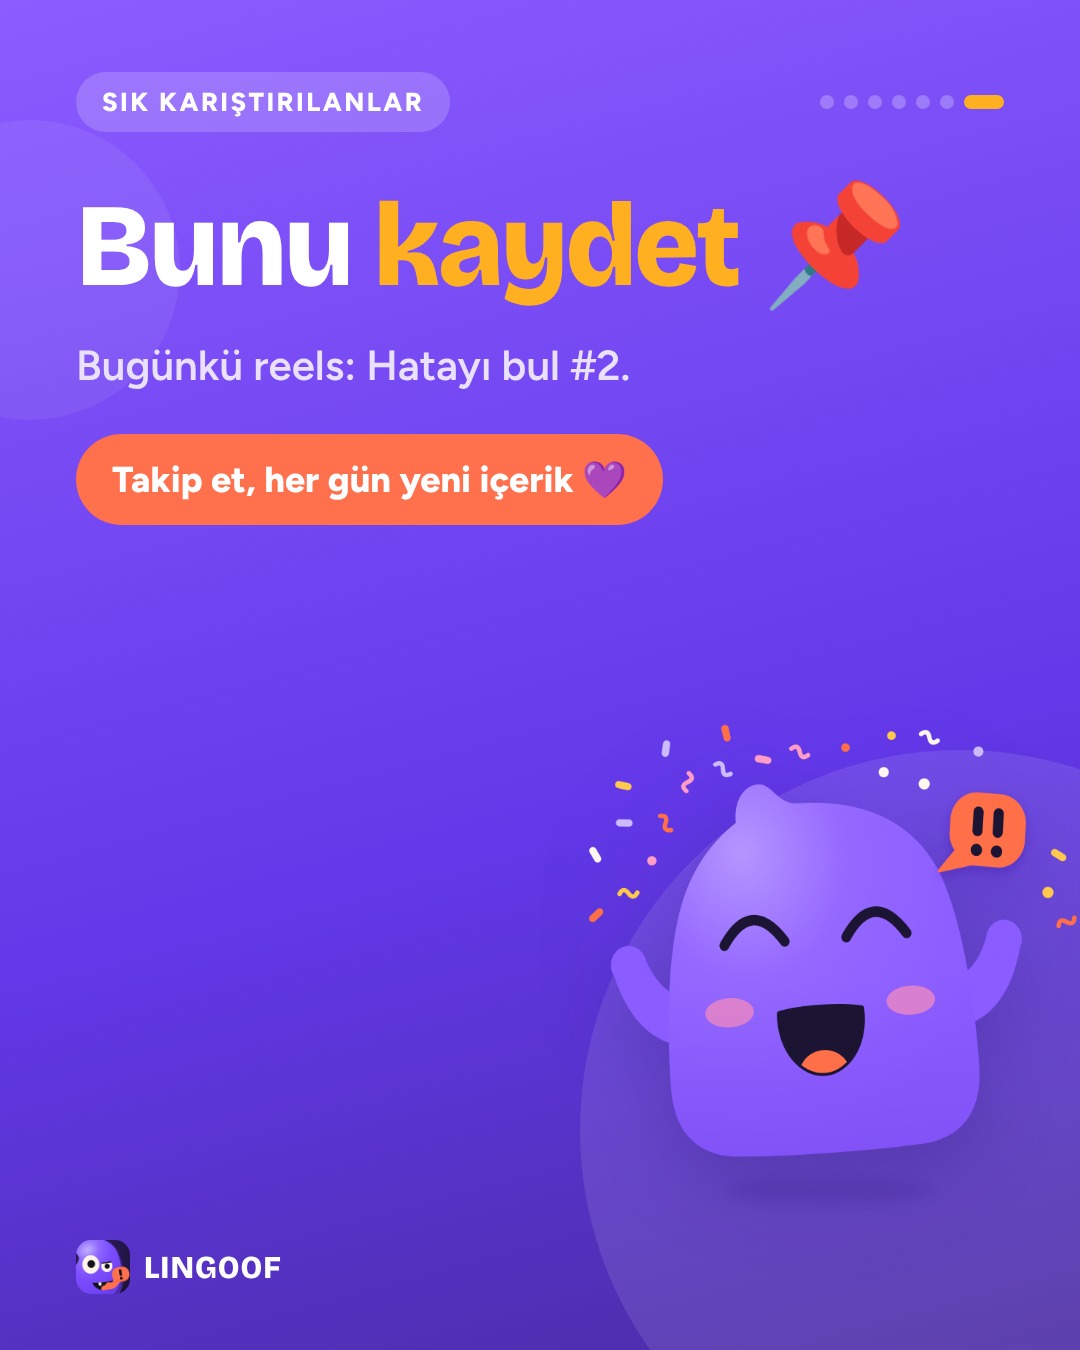 SIK KARIŞTIRILANLAR
Bunu kaydet 📌
Bugünkü reels: Hatayı bul #2.
Takip et, her gün yeni içerik 💜
!!
LINGOOF